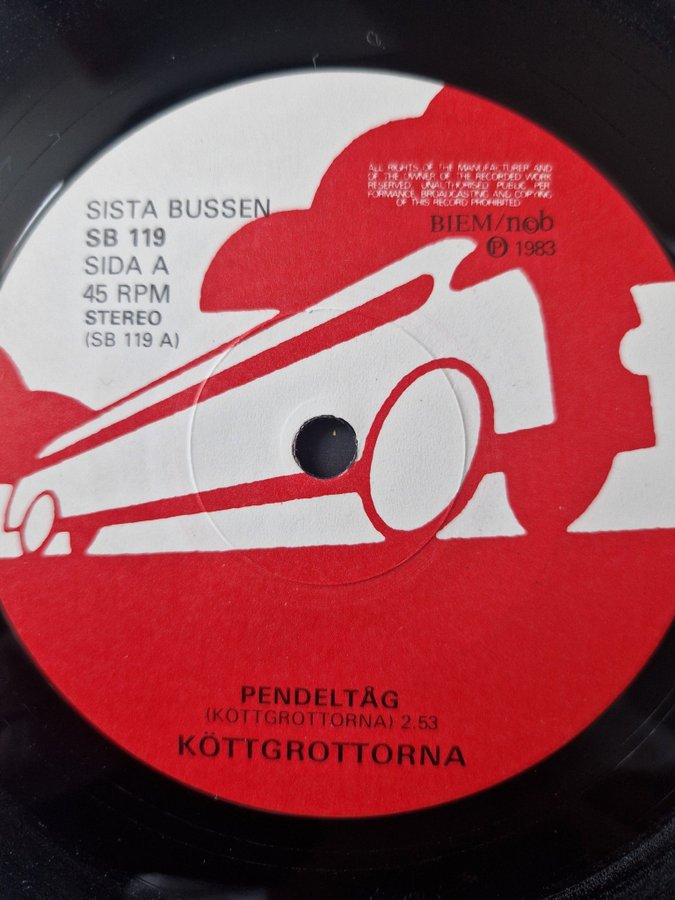 SISTA BUSSEN
SB 119
SIDA A
45 RPM
STEREO
(SB 119 A)
ALL RIGHTS OF THE MANUFACTURER AND
OF THE OWNER OF THE RECORDED WORK
RESERVED. UNAUTHORISED PUBLIC PER
FORMANCE, BROADCASTING AND COPYING
OF THIS RECORD PROHIBITED
BIEM/n©b
Ⓟ 1983
PENDELTÅG
(KOTTGROTTORNA) 2.53
KÖTTGROTTORNA